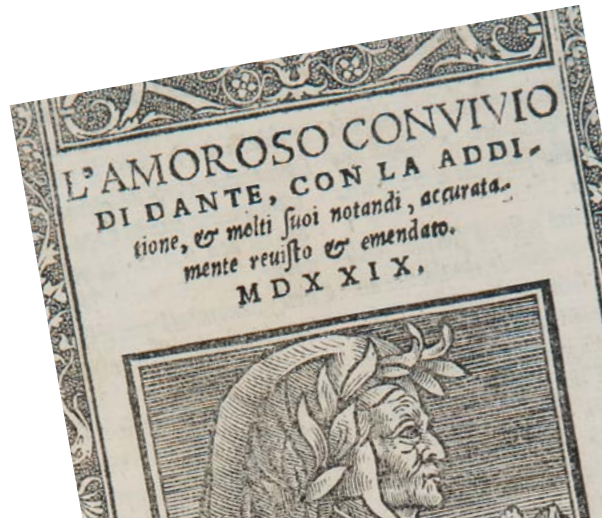 L'AMOROSO CONVIVIO
DI DANTE, CON LA ADDI-
tione, & molti ſuoi notandi, accurata-
mente reuiſto & emendato.
MDXXIX.